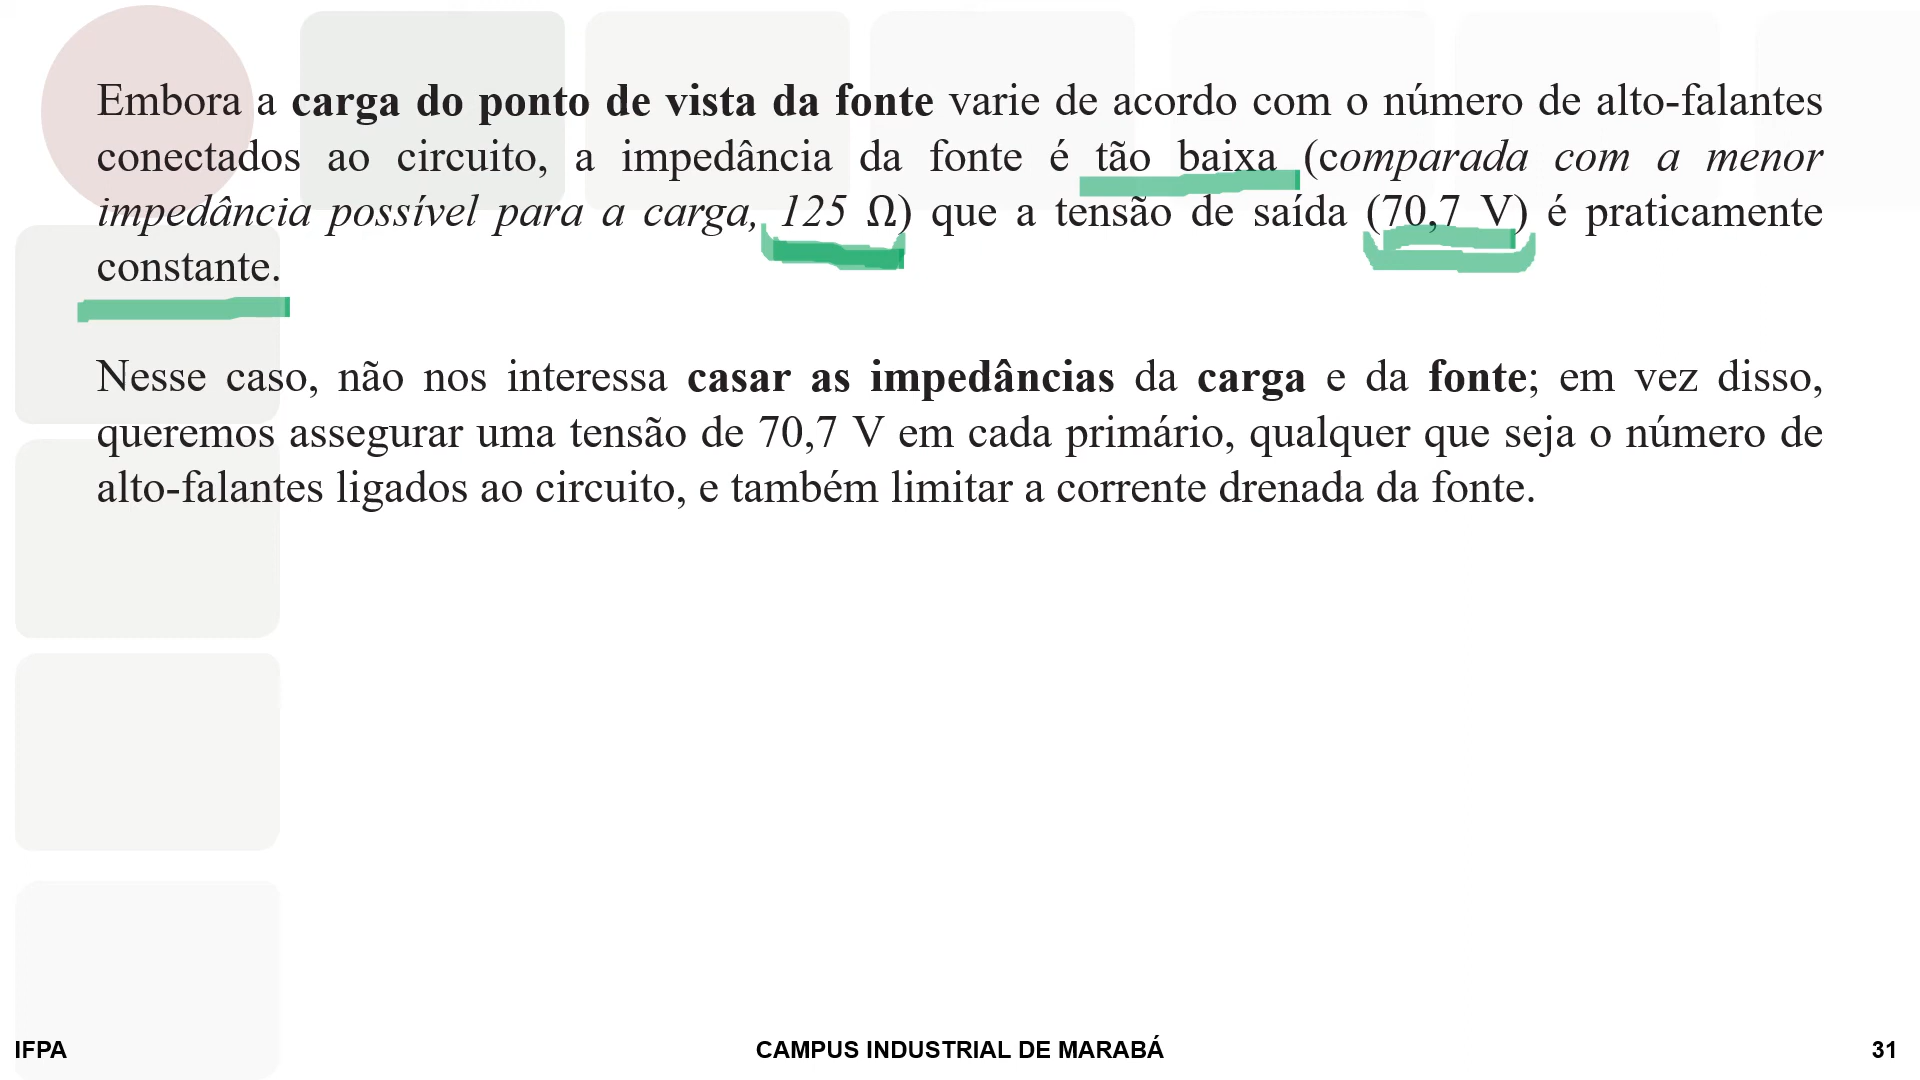 Embora a carga do ponto de vista da fonte varie de acordo com o número de alto-falantes
conectados ao circuito, a impedância da fonte é tão baixa (comparada com a menor
impedância possível para a carga, 125 Ω) que a tensão de saída (70,7 V) é praticamente
constante.
Nesse caso, não nos interessa casar as impedâncias da carga e da fonte; em vez disso,
queremos assegurar uma tensão de 70,7 V em cada primário, qualquer que seja o número de
alto-falantes ligados ao circuito, e também limitar a corrente drenada da fonte.
IFPA
CAMPUS INDUSTRIAL DE MARABÁ
31